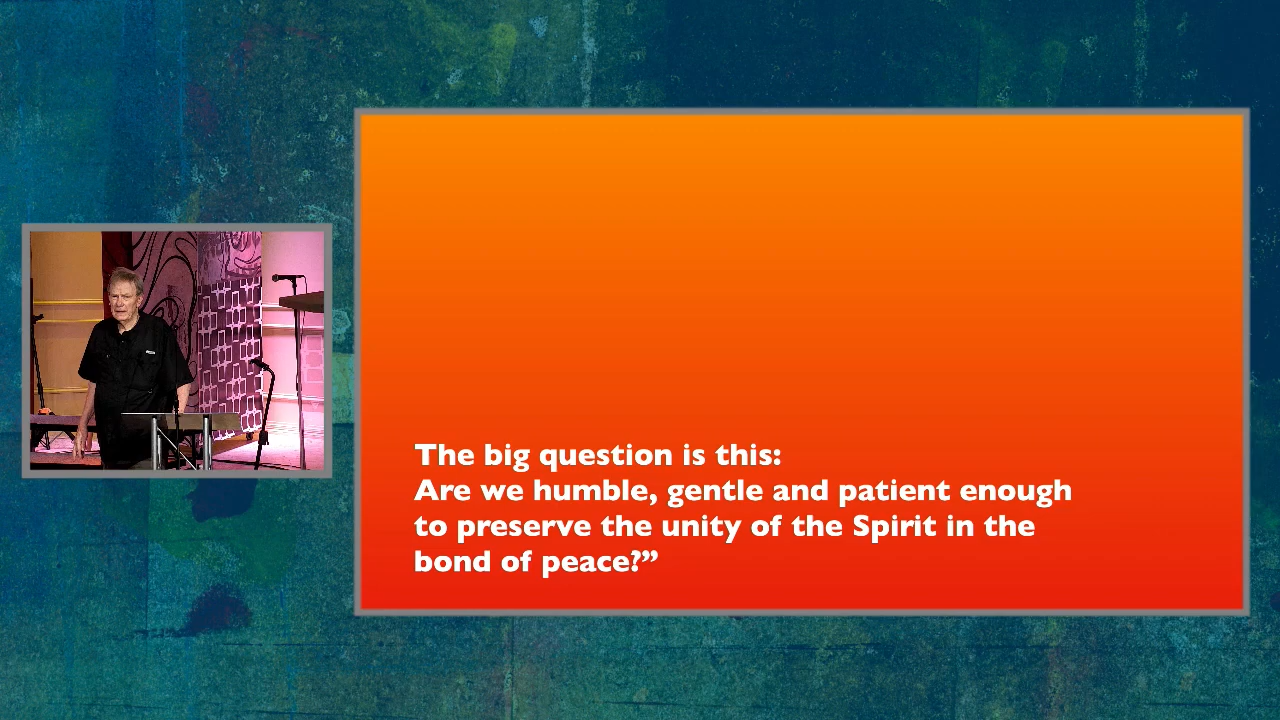 The big question is this:
Are we humble, gentle and patient enough
to preserve the unity of the Spirit in the
bond of peace?”